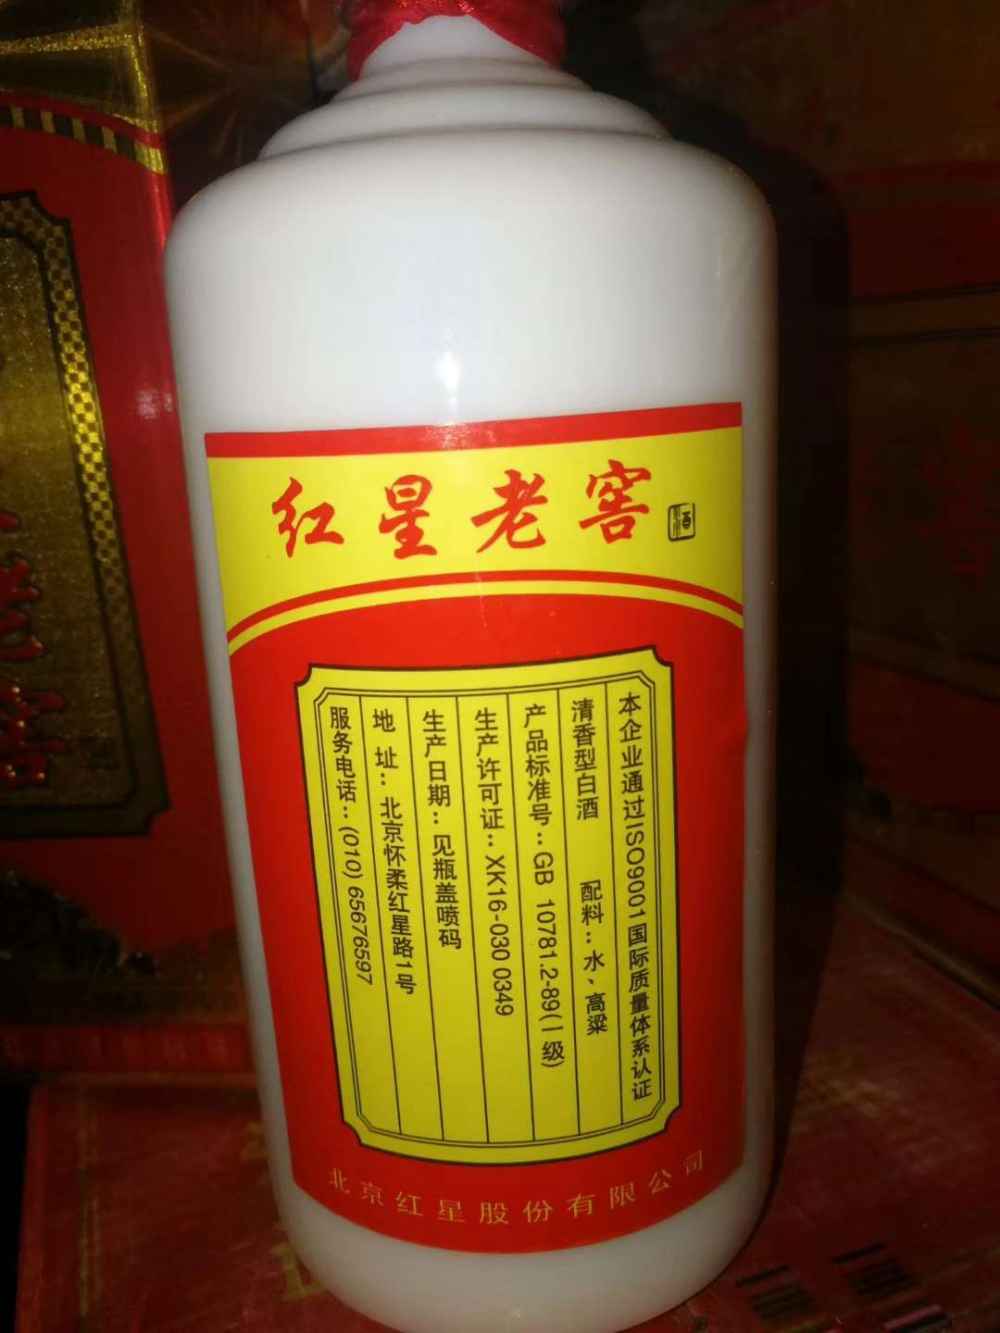 红星老窖酒
本企业通过ISO9001国际质量体系认证
清香型白酒 配料：水、高粱
产品标准号：GB 10781.2-89(Ⅰ级)
生产许可证：XK16-030 0349
生产日期：见瓶盖喷码
地 址：北京怀柔红星路1号
服务电话：(010) 65676597
北京红星股份有限公司